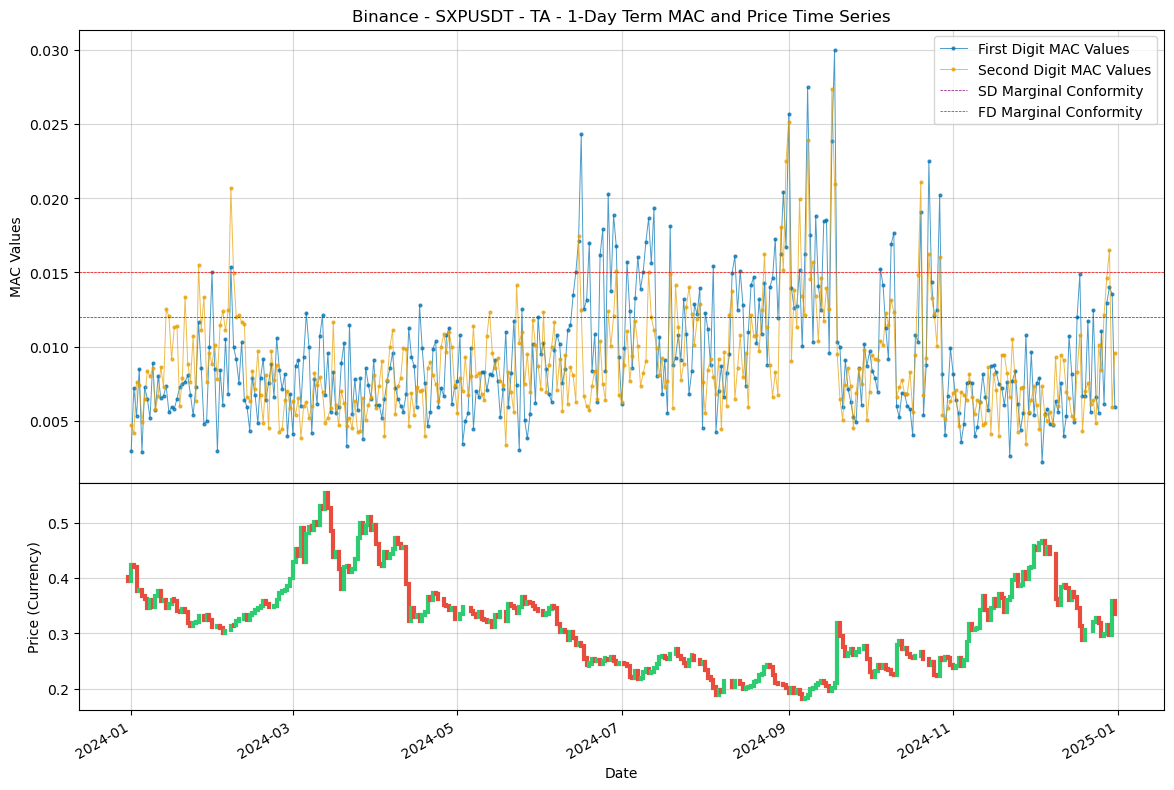 Binance - SXPUSDT - TA - 1-Day Term MAC and Price Time Series
First Digit MAC Values
Second Digit MAC Values
SD Marginal Conformity
FD Marginal Conformity
MAC Values
0.030
0.025
0.020
0.015
0.010
0.005
Price (Currency)
0.5
0.4
0.3
0.2
2024-01
2024-03
2024-05
2024-07
2024-09
2024-11
2025-01
Date